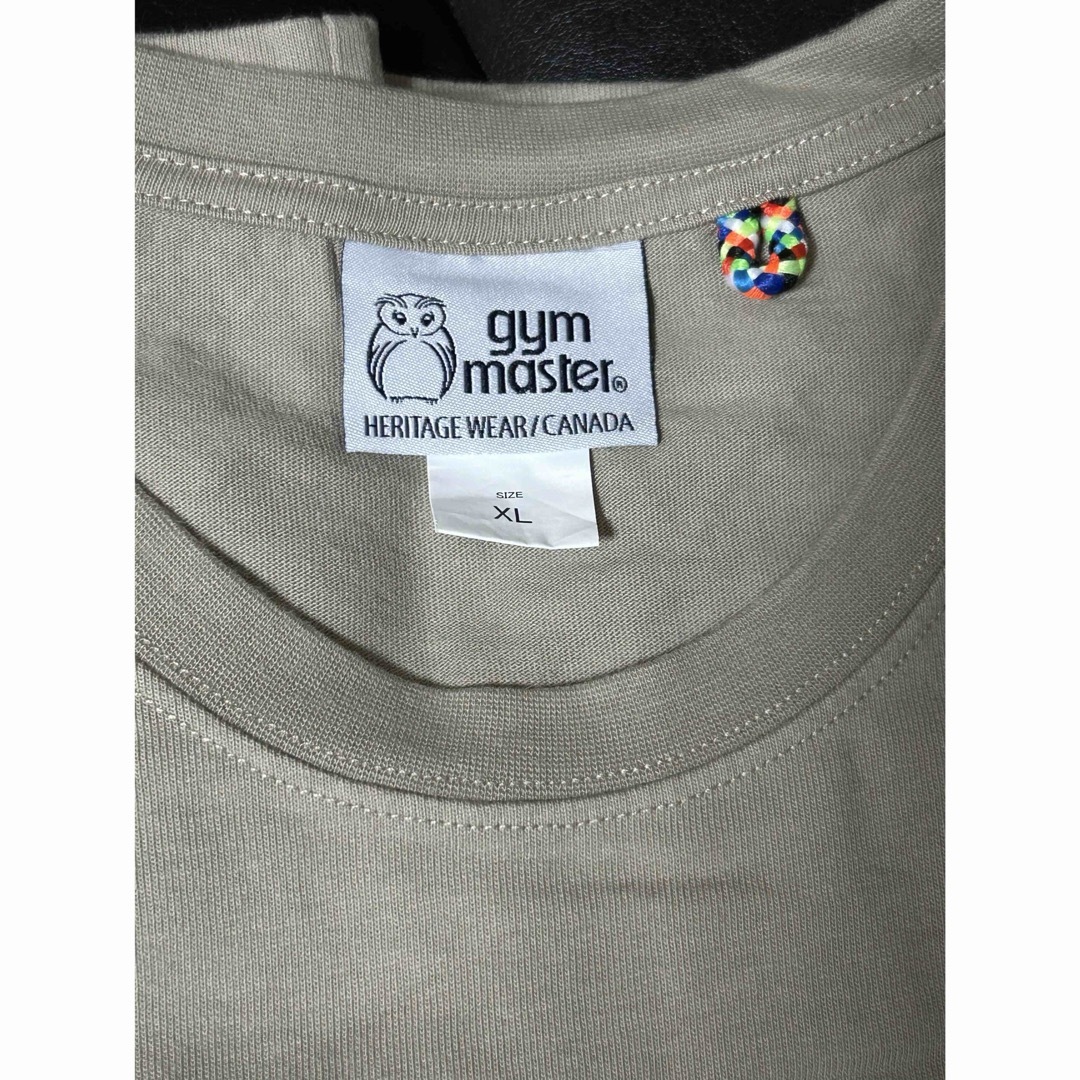 gym
master®
HERITAGE WEAR/CANADA
SIZE
XL